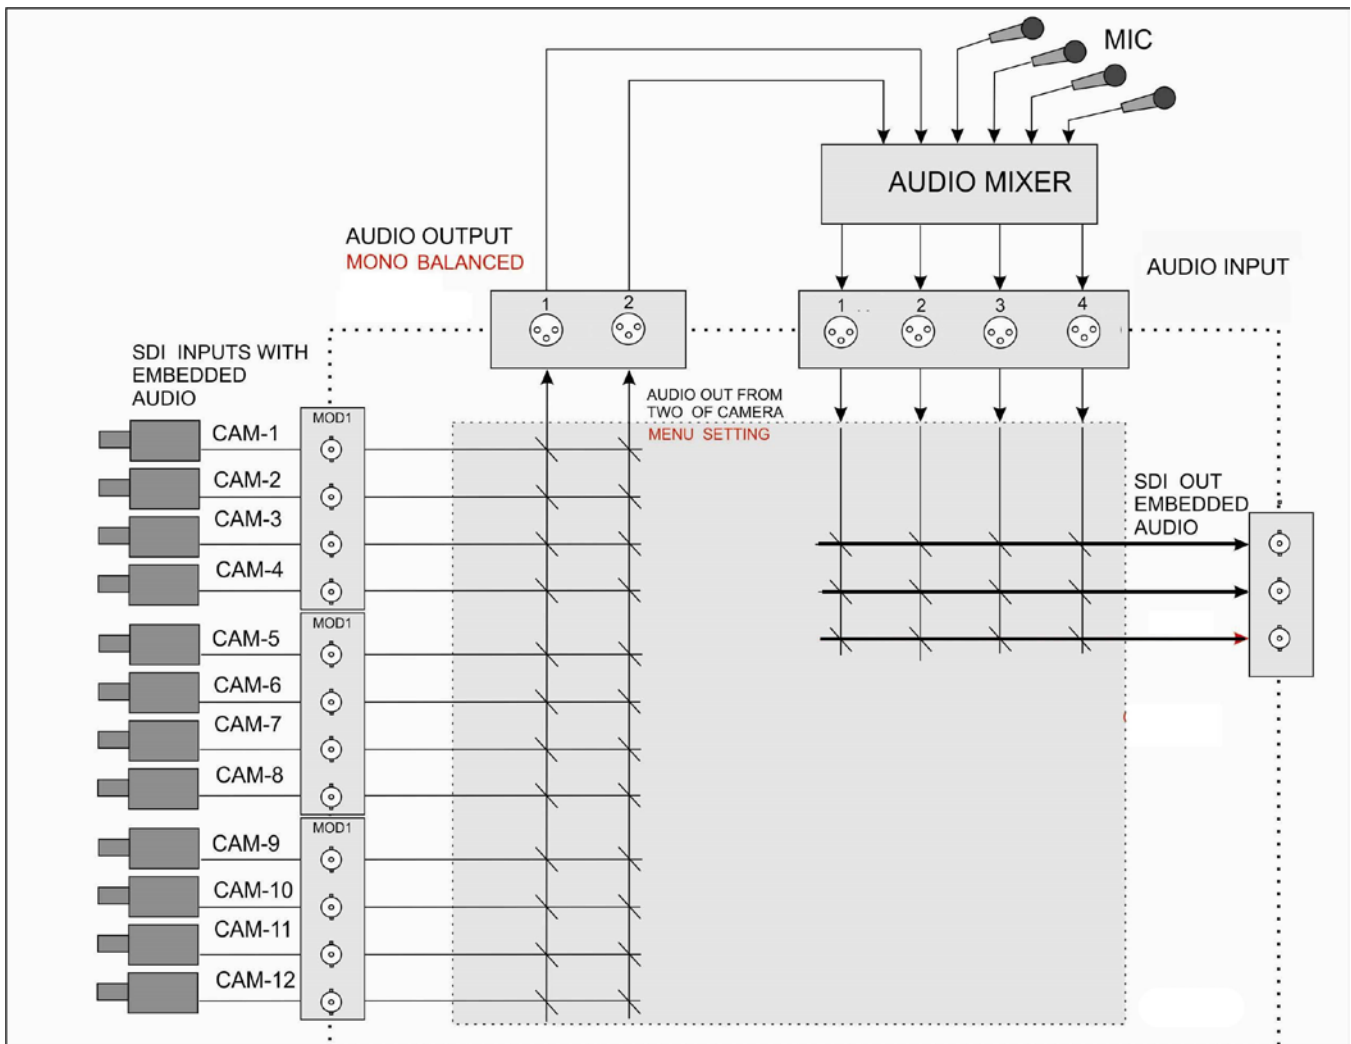 MIC
AUDIO MIXER
AUDIO OUTPUT
MONO BALANCED
AUDIO INPUT
1
2
1
2
3
4
SDI INPUTS WITH
EMBEDDED
AUDIO
AUDIO OUT FROM
TWO OF CAMERA
MENU SETTING
MOD1
CAM-1
CAM-2
CAM-3
CAM-4
SDI OUT
EMBEDDED
AUDIO
MOD1
CAM-5
CAM-6
CAM-7
CAM-8
MOD1
CAM-9
CAM-10
CAM-11
CAM-12